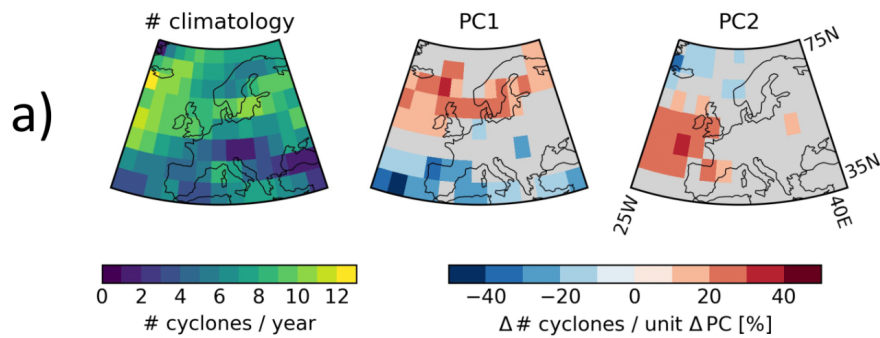 # climatology
PC1
PC2
75N
a)
35N
25W
40E
0 2 4 6 8 10 12
−40 −20 0 20 40
# cyclones / year
Δ # cyclones / unit Δ PC [%]